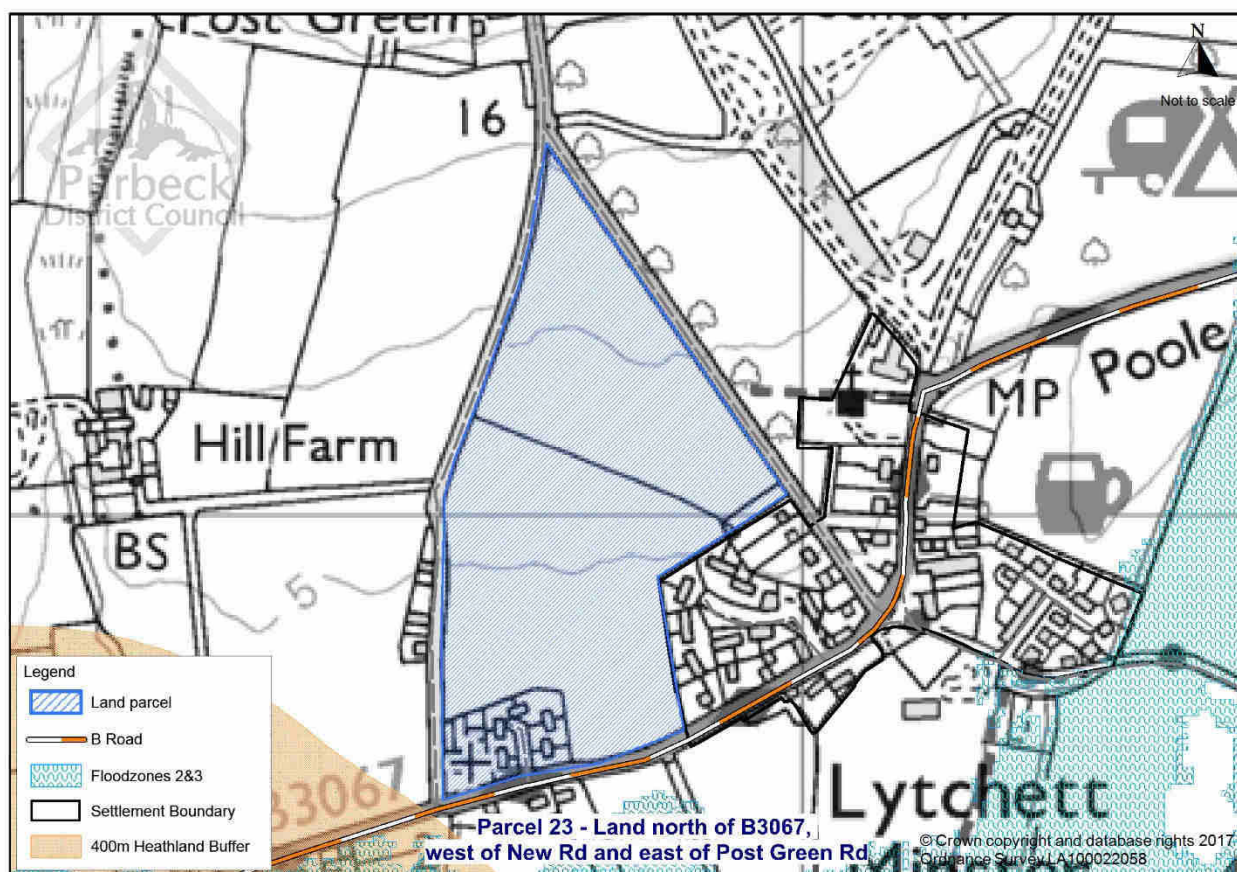 Post Green
N
Not to scale
16
Purbeck
District Council
MP
Poole
Hill Farm
BS
5
Legend
Land parcel
B Road
Floodzones 2&3
Settlement Boundary
400m Heathland Buffer
B3067
Lytchett
Parcel 23 - Land north of B3067,
west of New Rd and east of Post Green Rd
© Crown copyright and database rights 2017
Ordnance Survey LA100022058